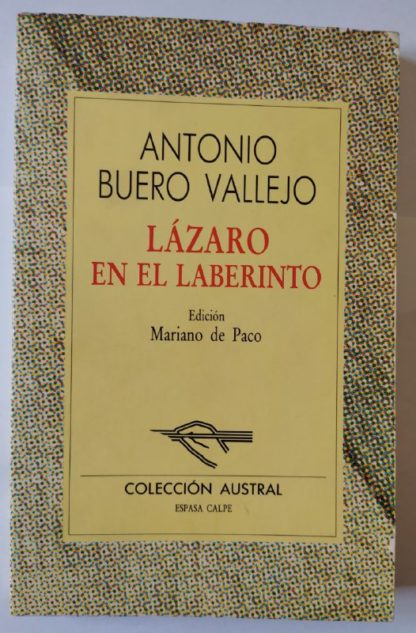 ANTONIO
BUERO VALLEJO
LÁZARO
EN EL LABERINTO
Edición
Mariano de Paco
COLECCIÓN AUSTRAL
ESPASA CALPE